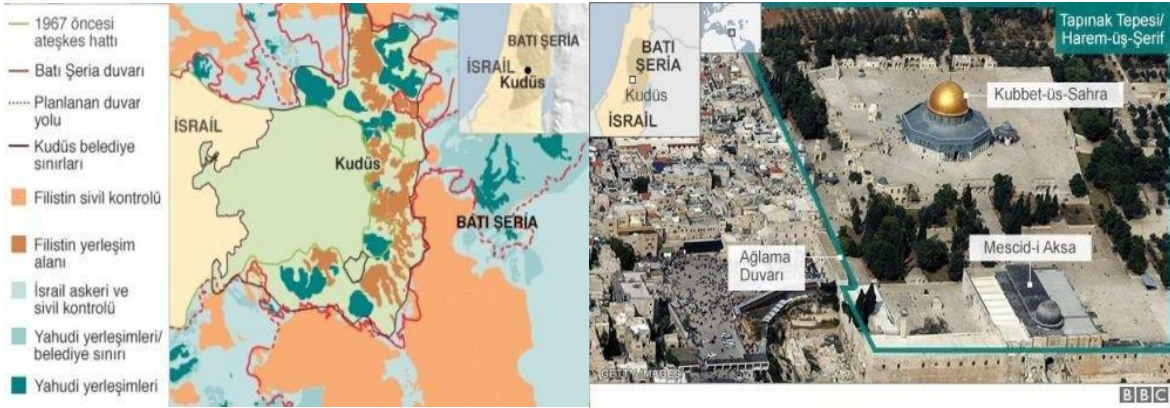 1967 öncesi
ateşkes hattı
Batı Şeria duvarı
Planlanan duvar
yolu
Kudüs belediye
sınırları
Filistin sivil kontrolü
Filistin yerleşim
alanı
İsrail askeri ve
sivil kontrolü
Yahudi yerleşimleri/
belediye sınırı
Yahudi yerleşimleri
İSRAİL
Kudüs
BATI ŞERİA
BATI ŞERİA
İSRAİL
Kudüs
BATI
ŞERİA
Kudüs
İSRAİL
Tapınak Tepesi/
Harem-üş-Şerif
Kubbet-üs-Sahra
Ağlama
Duvarı
Mescid-i Aksa
GETTY IMAGES
BBC